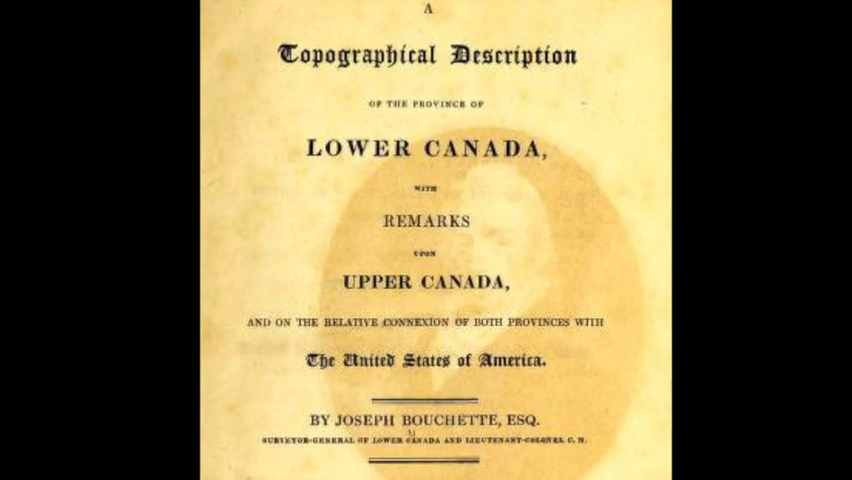 A
Topographical Description
OF THE PROVINCE OF
LOWER CANADA,
WITH
REMARKS
UPON
UPPER CANADA,
AND ON THE RELATIVE CONNEXION OF BOTH PROVINCES WITH
The United States of America.
BY JOSEPH BOUCHETTE, ESQ.
SURVEYOR-GENERAL OF LOWER CANADA AND LIEUTENANT-COLONEL C. M.